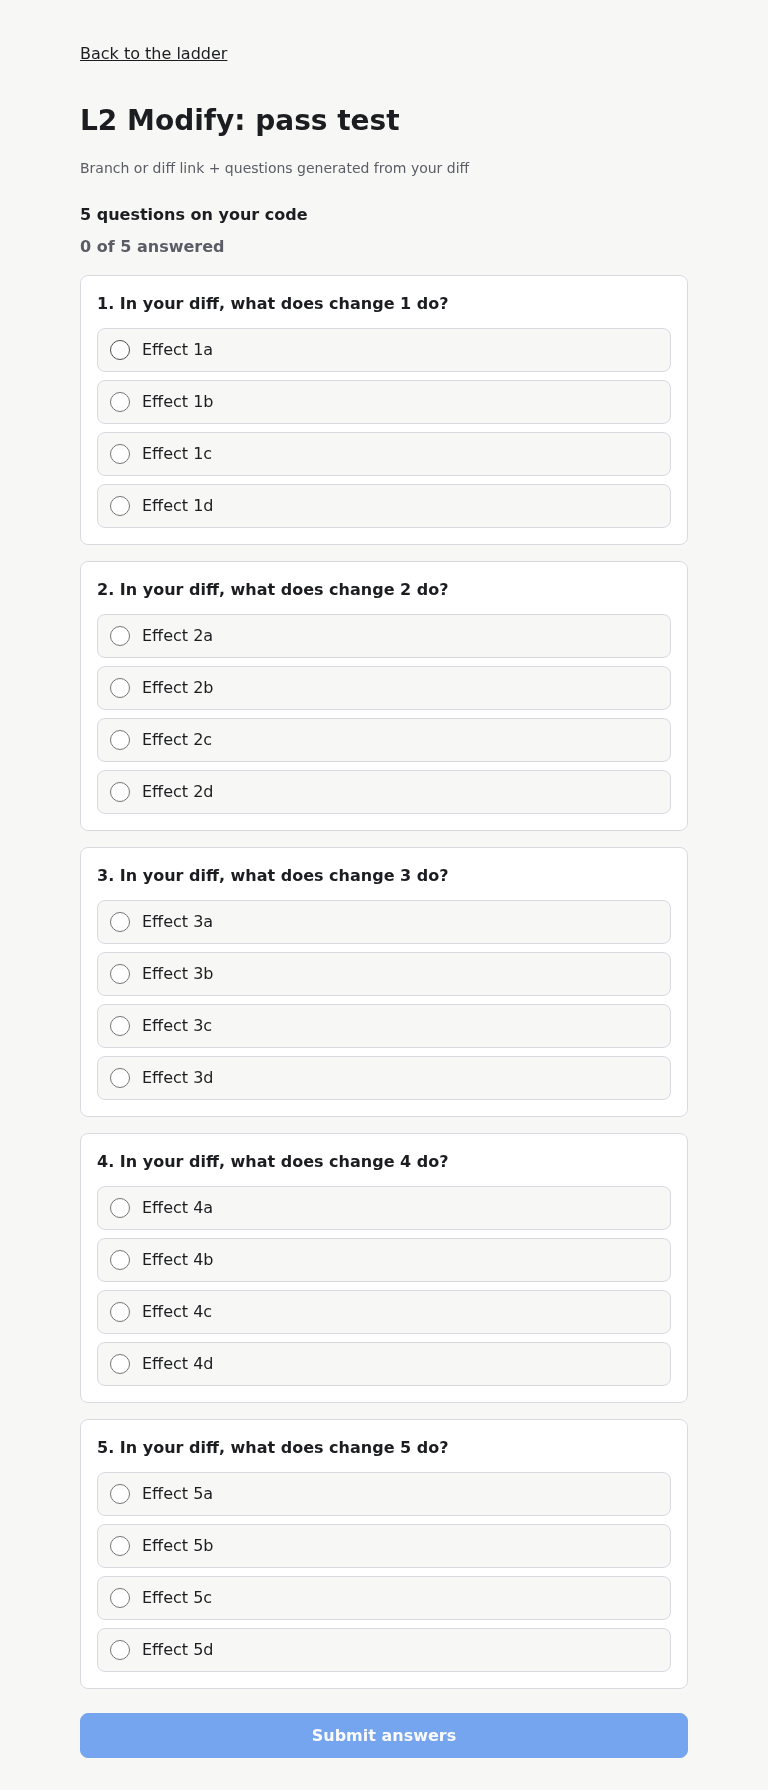 Back to the ladder
L2 Modify: pass test
Branch or diff link + questions generated from your diff
5 questions on your code
0 of 5 answered
1. In your diff, what does change 1 do?
Effect 1a
Effect 1b
Effect 1c
Effect 1d
2. In your diff, what does change 2 do?
Effect 2a
Effect 2b
Effect 2c
Effect 2d
3. In your diff, what does change 3 do?
Effect 3a
Effect 3b
Effect 3c
Effect 3d
4. In your diff, what does change 4 do?
Effect 4a
Effect 4b
Effect 4c
Effect 4d
5. In your diff, what does change 5 do?
Effect 5a
Effect 5b
Effect 5c
Effect 5d
Submit answers